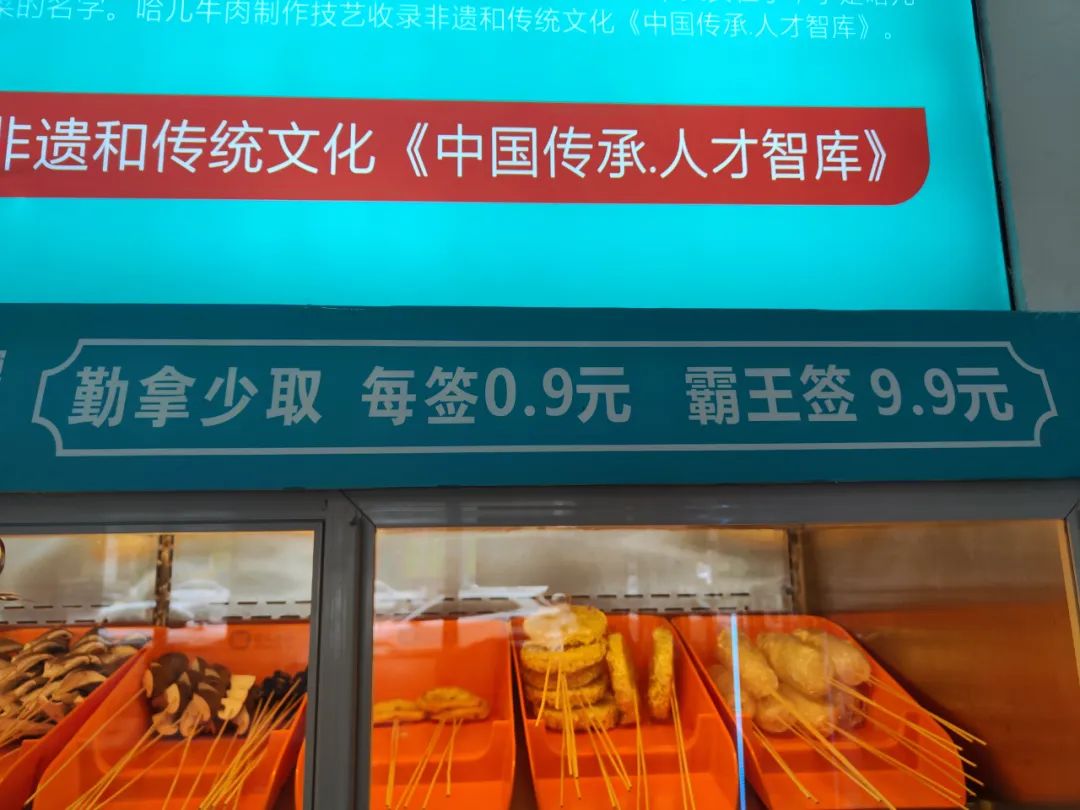 菜的名字。哈儿牛肉制作技艺收录非遗和传统文化《中国传承.人才智库》。
非遗和传统文化《中国传承.人才智库》
勤拿少取 每签0.9元 霸王签 9.9元